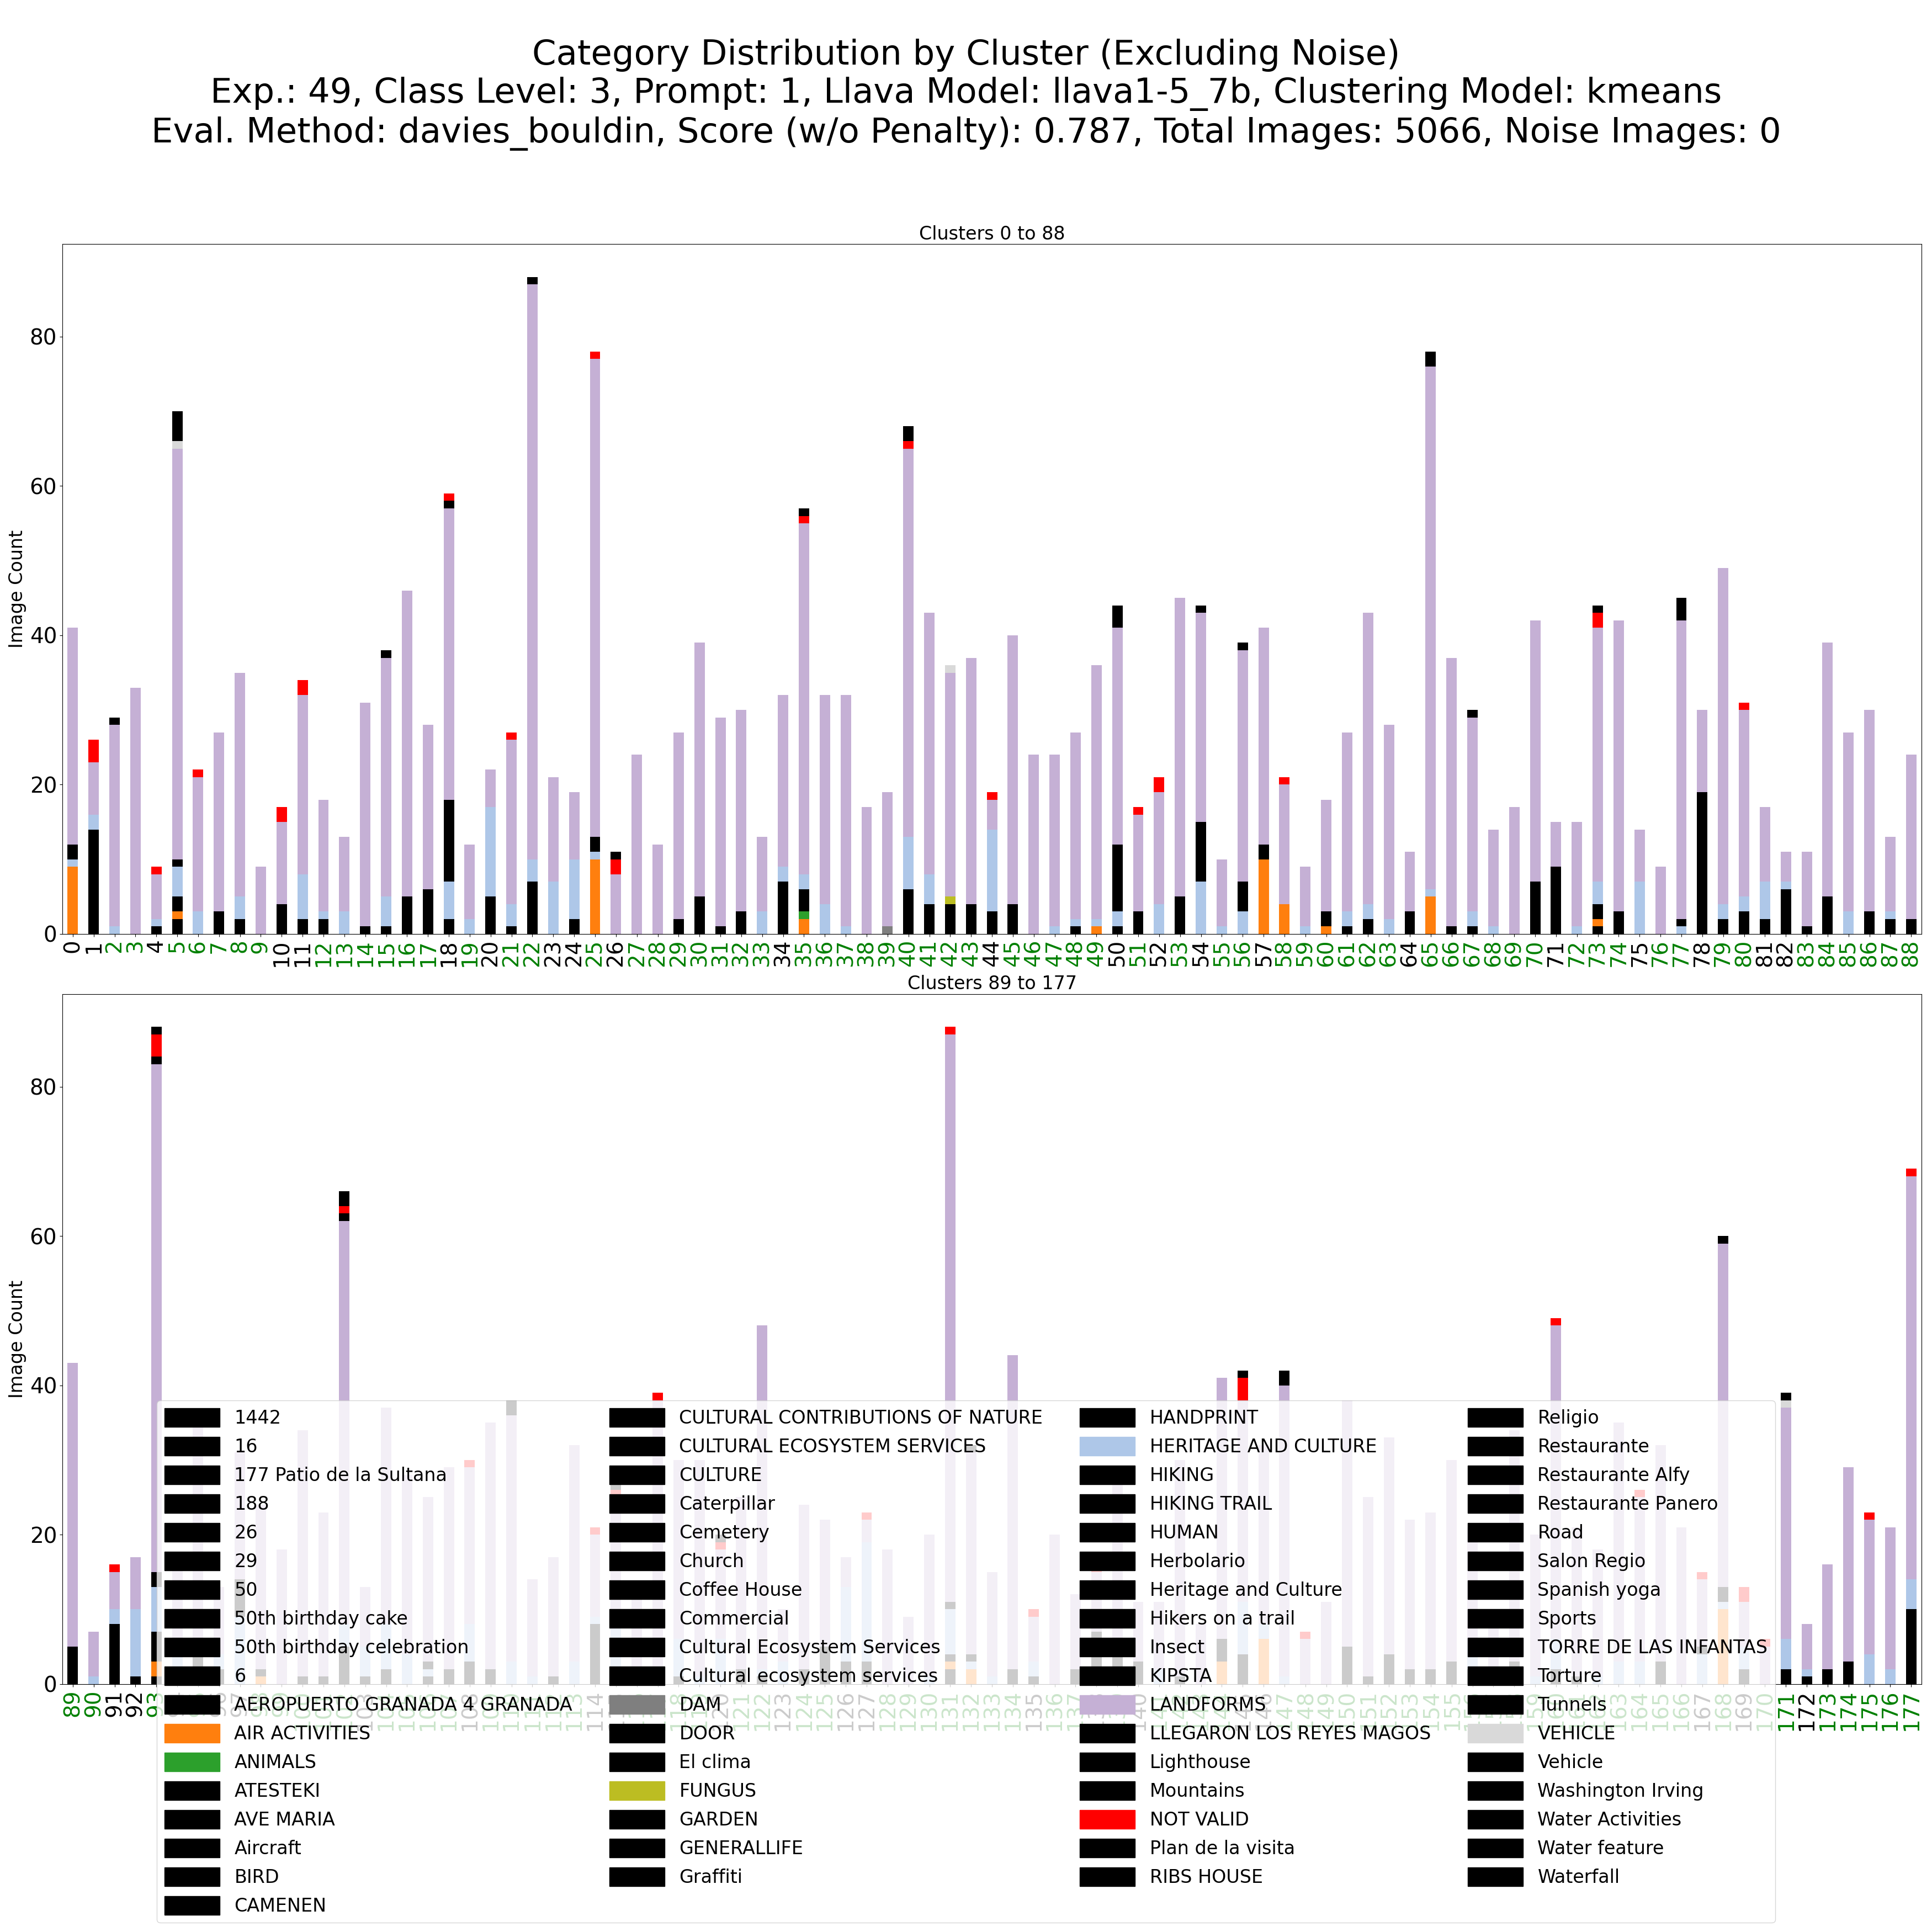 Category Distribution by Cluster (Excluding Noise)
Exp.: 49, Class Level: 3, Prompt: 1, Llava Model: llava1-5_7b, Clustering Model: kmeans
Eval. Method: davies_bouldin, Score (w/o Penalty): 0.787, Total Images: 5066, Noise Images: 0
Clusters 0 to 88
Image Count
80
60
40
20
0
0 1 2 3 4 5 6 7 8 9 10 11 12 13 14 15 16 17 18 19 20 21 22 23 24 25 26 27 28 29 30 31 32 33 34 35 36 37 38 39 40 41 42 43 44 45 46 47 48 49 50 51 52 53 54 55 56 57 58 59 60 61 62 63 64 65 66 67 68 69 70 71 72 73 74 75 76 77 78 79 80 81 82 83 84 85 86 87 88
Clusters 89 to 177
Image Count
80
60
40
20
0
89 90 91 92 93 171 172 173 174 175 176 177
1442
16
177 Patio de la Sultana
188
26
29
50
50th birthday cake
50th birthday celebration
6
AEROPUERTO GRANADA 4 GRANADA
AIR ACTIVITIES
ANIMALS
ATESTEKI
AVE MARIA
Aircraft
BIRD
CAMENEN
CULTURAL CONTRIBUTIONS OF NATURE
CULTURAL ECOSYSTEM SERVICES
CULTURE
Caterpillar
Cemetery
Church
Coffee House
Commercial
Cultural Ecosystem Services
Cultural ecosystem services
DAM
DOOR
El clima
FUNGUS
GARDEN
GENERALLIFE
Graffiti
HANDPRINT
HERITAGE AND CULTURE
HIKING
HIKING TRAIL
HUMAN
Herbolario
Heritage and Culture
Hikers on a trail
Insect
KIPSTA
LANDFORMS
LLEGARON LOS REYES MAGOS
Lighthouse
Mountains
NOT VALID
Plan de la visita
RIBS HOUSE
Religio
Restaurante
Restaurante Alfy
Restaurante Panero
Road
Salon Regio
Spanish yoga
Sports
TORRE DE LAS INFANTAS
Torture
Tunnels
VEHICLE
Vehicle
Washington Irving
Water Activities
Water feature
Waterfall